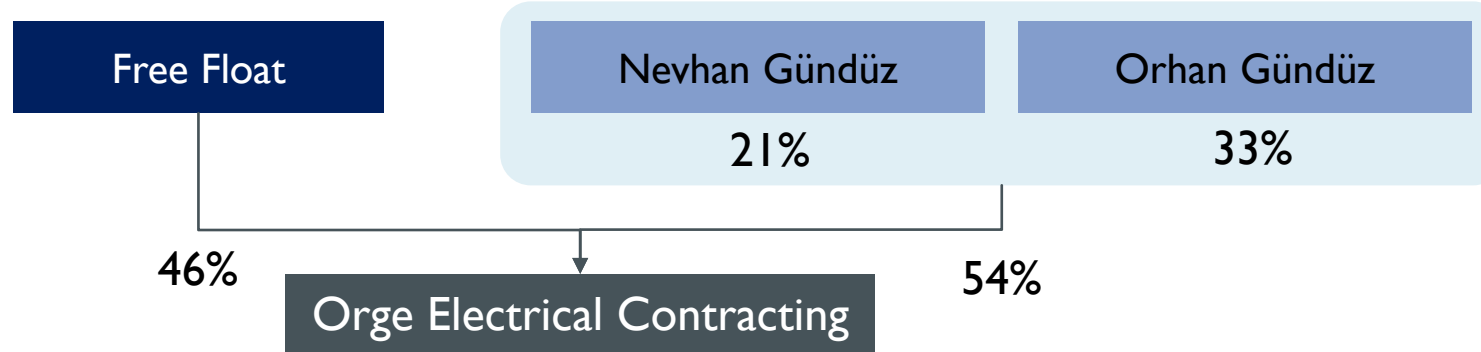 Free Float
Nevhan Gündüz
Orhan Gündüz
21%
33%
46%
54%
Orge Electrical Contracting